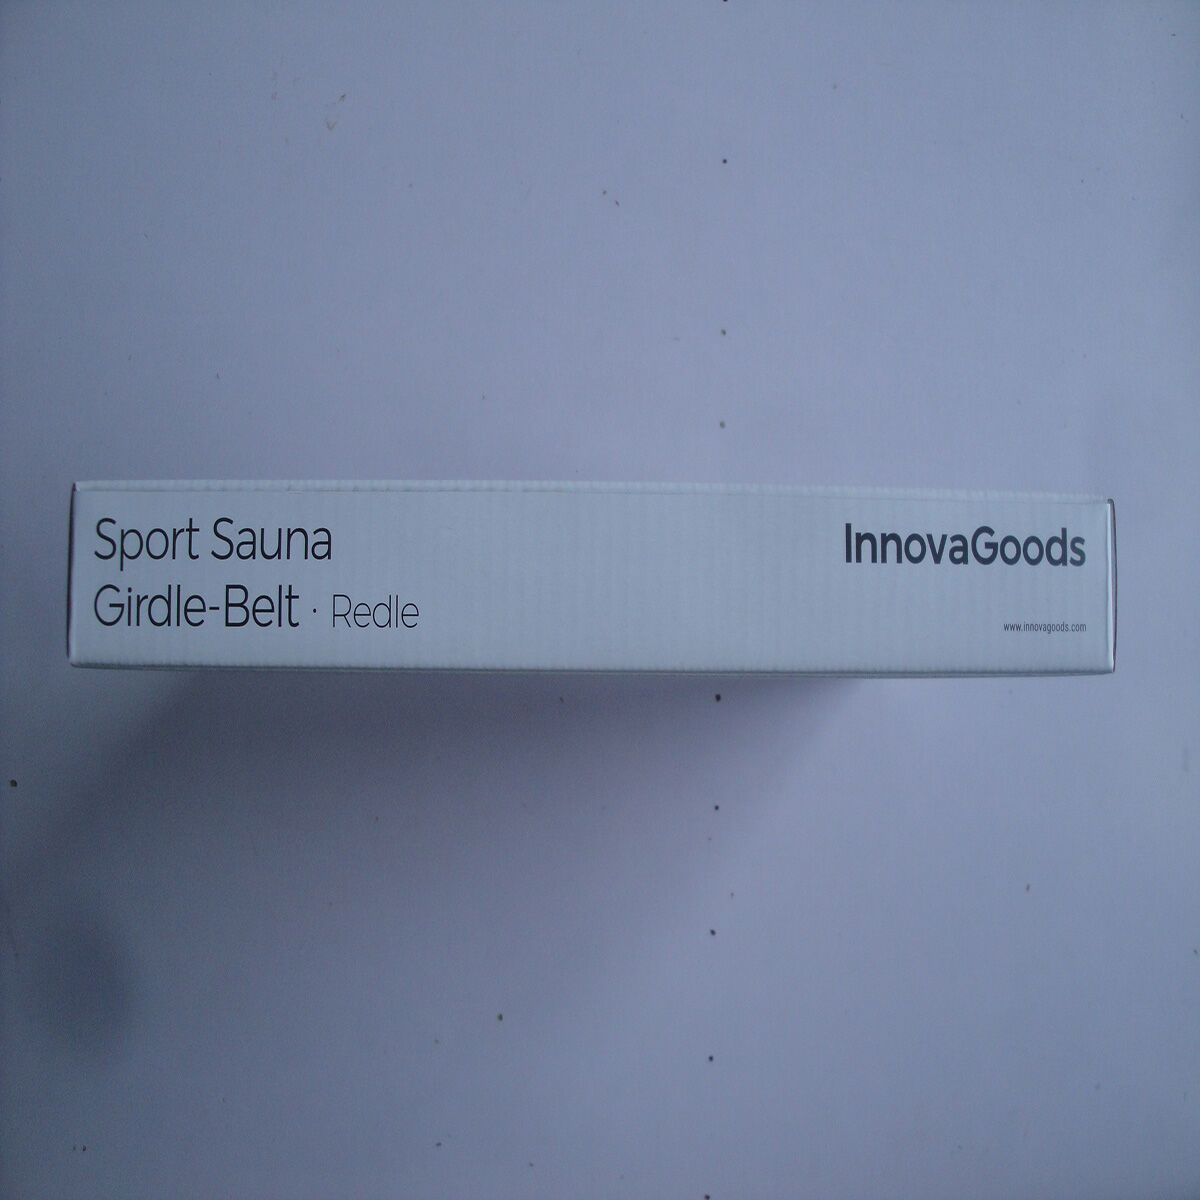 Sport Sauna
Girdle-Belt · Redle
InnovaGoods
www.innovagoods.com